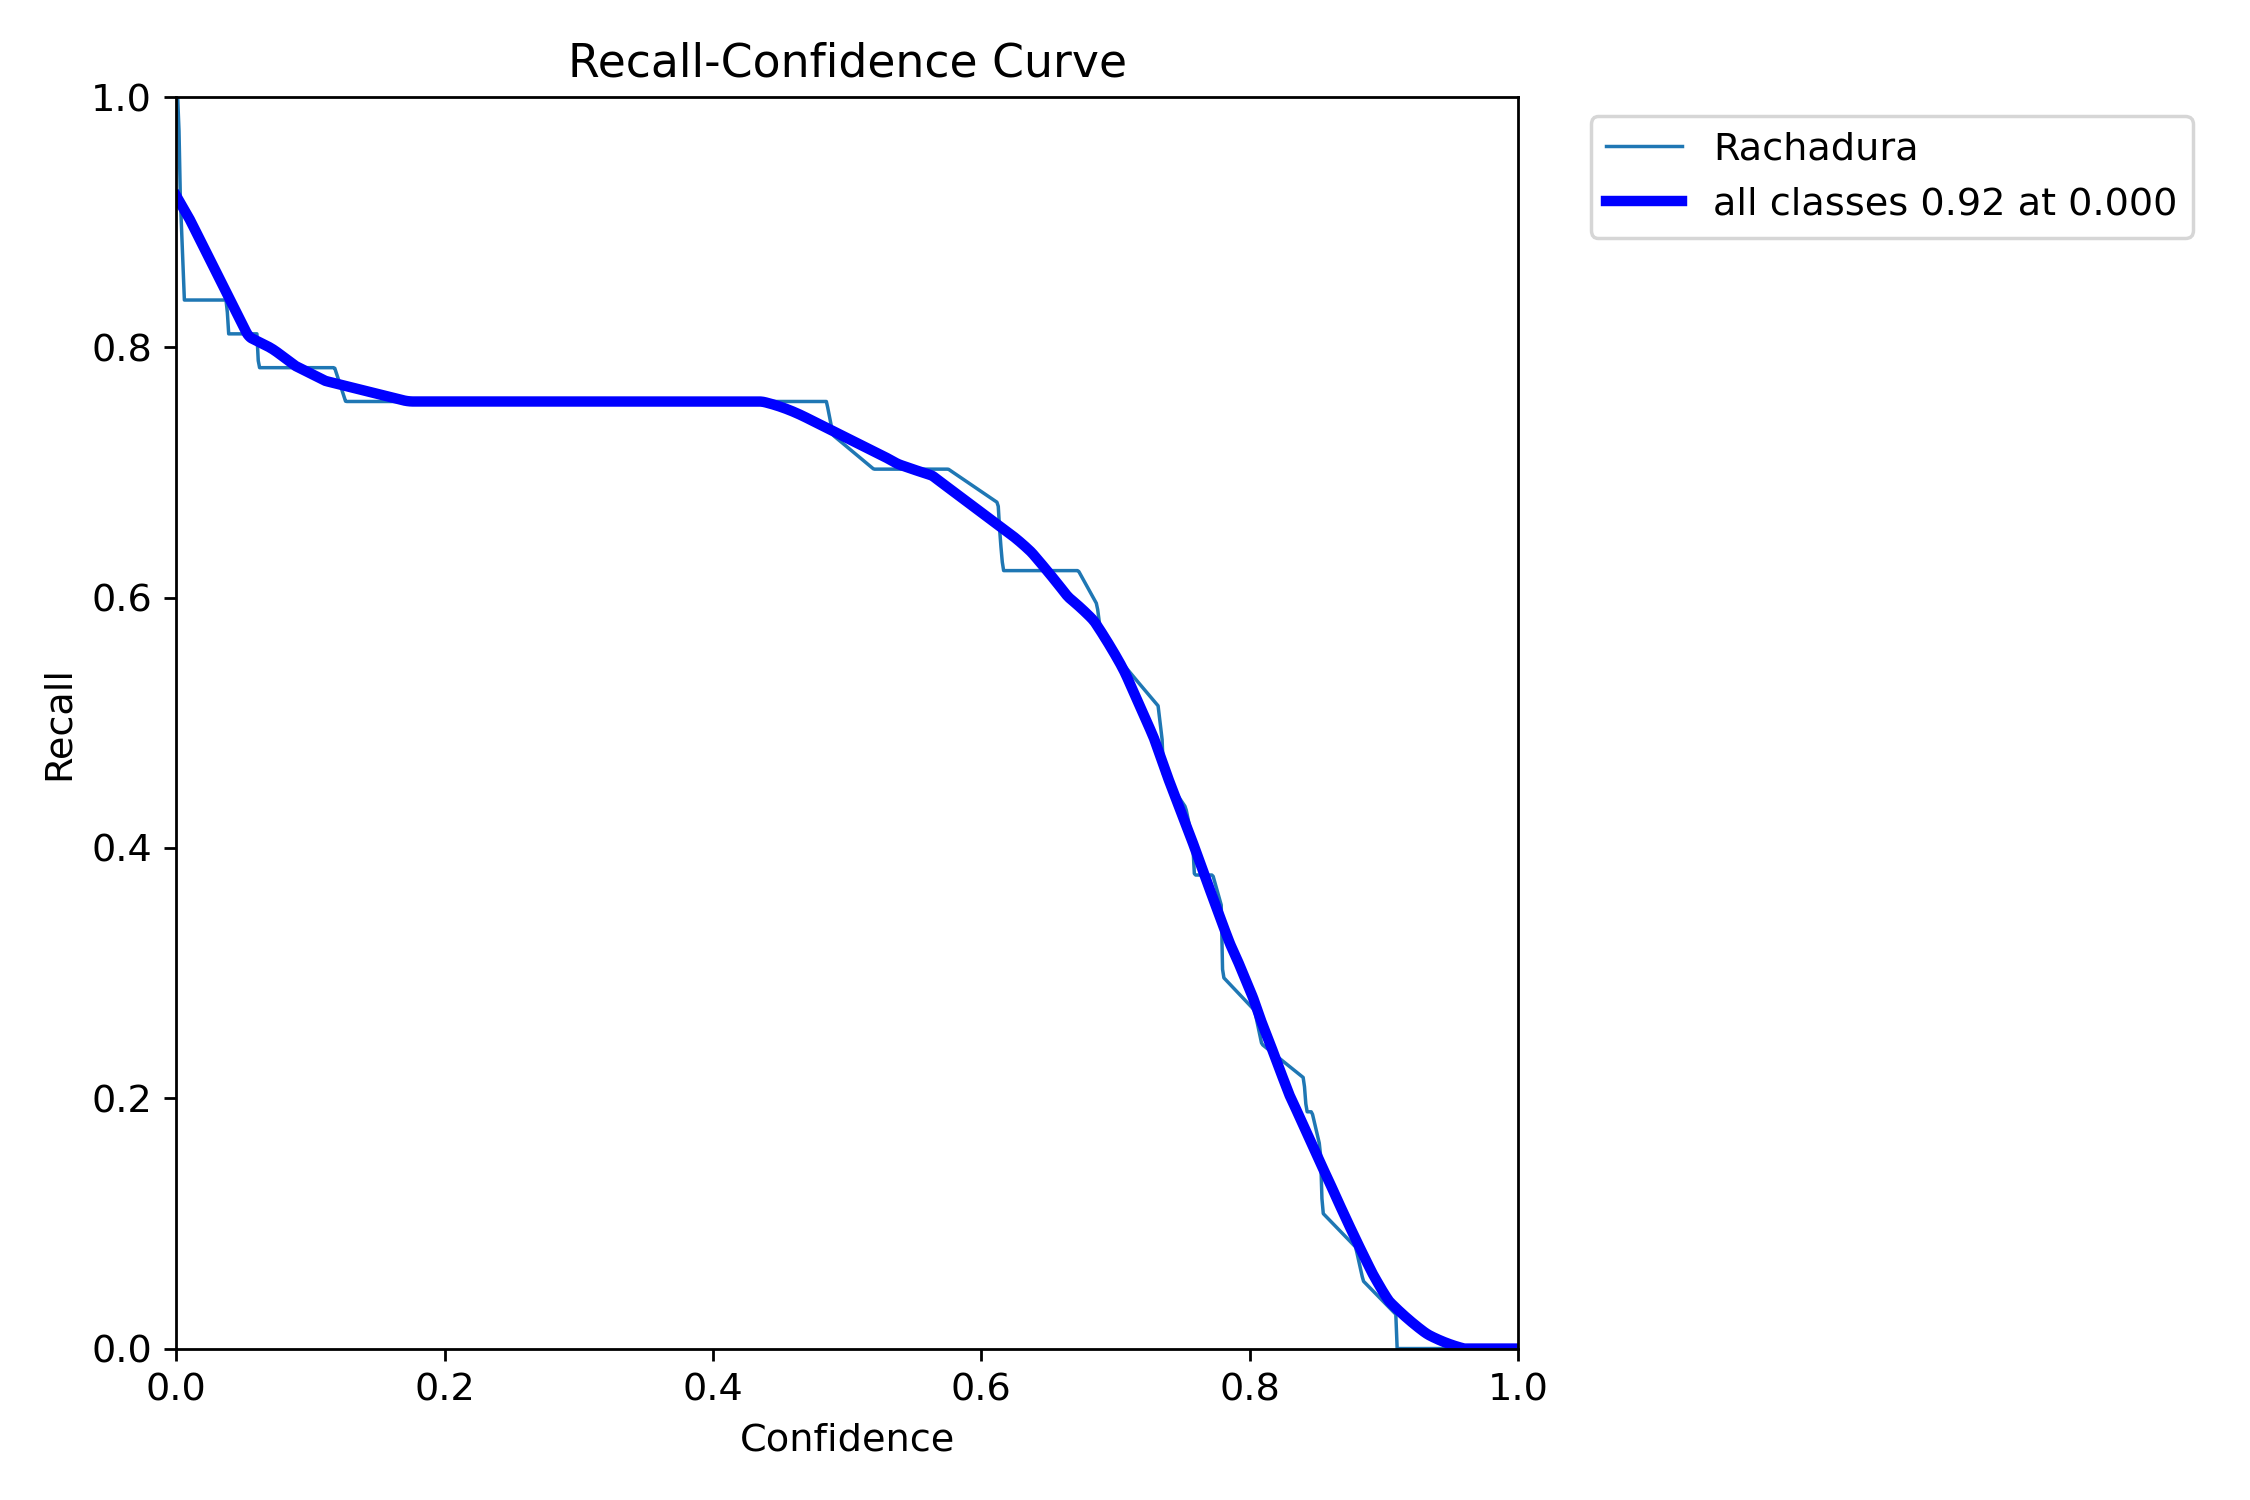 Recall-Confidence Curve
1.0
0.8
0.6
0.4
0.2
0.0
Recall
0.0 0.2 0.4 0.6 0.8 1.0
Confidence
Rachadura
all classes 0.92 at 0.000